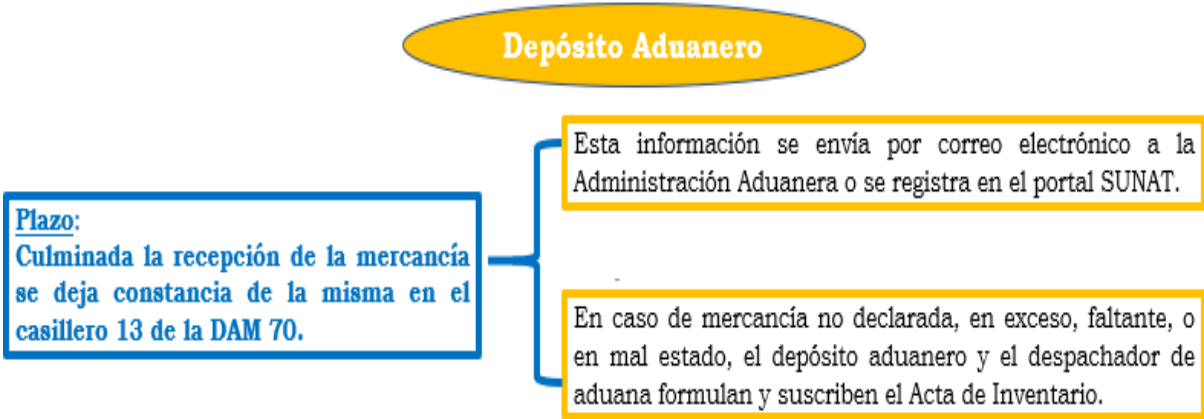 Depósito Aduanero
Esta información se envía por correo electrónico a la
Administración Aduanera o se registra en el portal SUNAT.
Plazo:
Culminada la recepción de la mercancía
se deja constancia de la misma en el
casillero 13 de la DAM 70.
En caso de mercancía no declarada, en exceso, faltante, o
en mal estado, el depósito aduanero y el despachador de
aduana formulan y suscriben el Acta de Inventario.